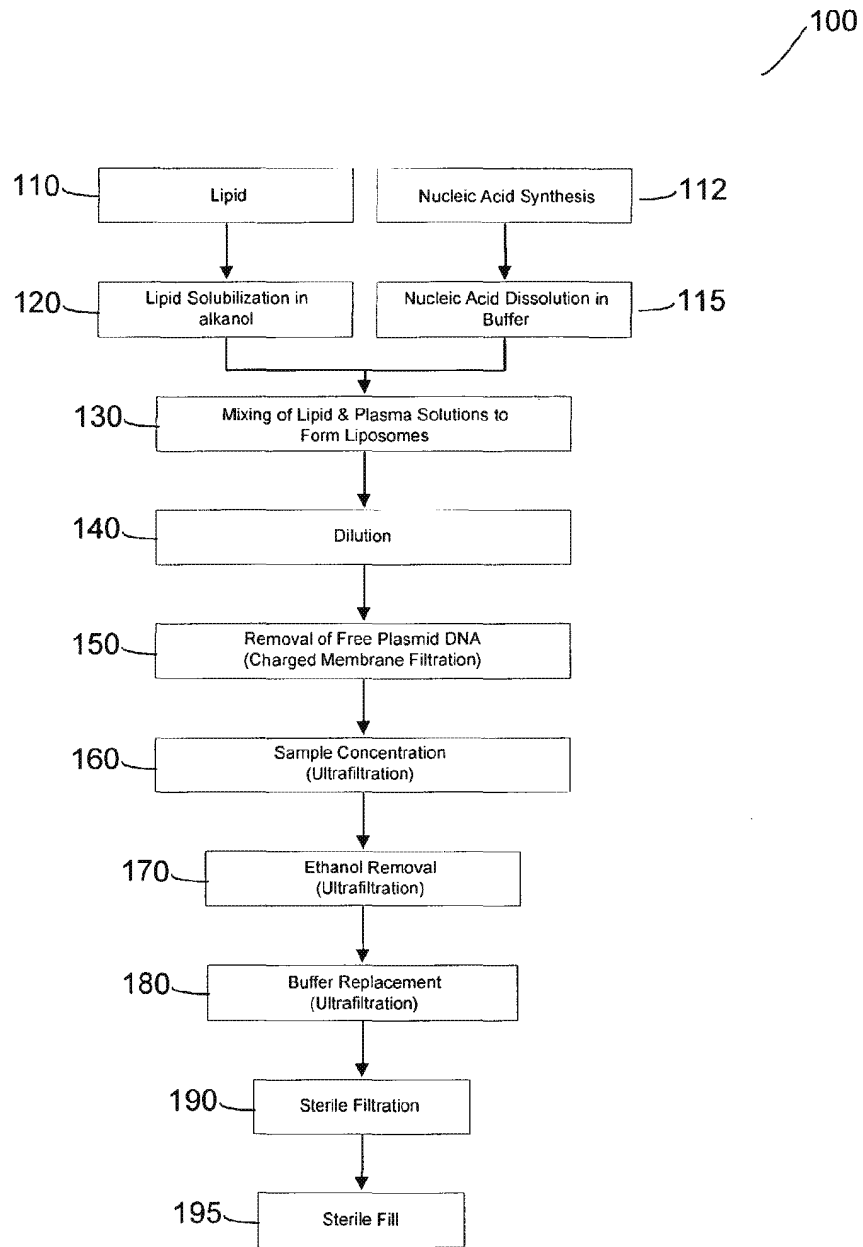 100
110
Lipid
Nucleic Acid Synthesis
112
120
Lipid Solubilization in
alkanol
Nucleic Acid Dissolution in
Buffer
115
130
Mixing of Lipid & Plasma Solutions to
Form Liposomes
140
Dilution
150
Removal of Free Plasmid DNA
(Charged Membrane Filtration)
160
Sample Concentration
(Ultrafiltration)
170
Ethanol Removal
(Ultrafiltration)
180
Buffer Replacement
(Ultrafiltration)
190
Sterile Filtration
195
Sterile Fill